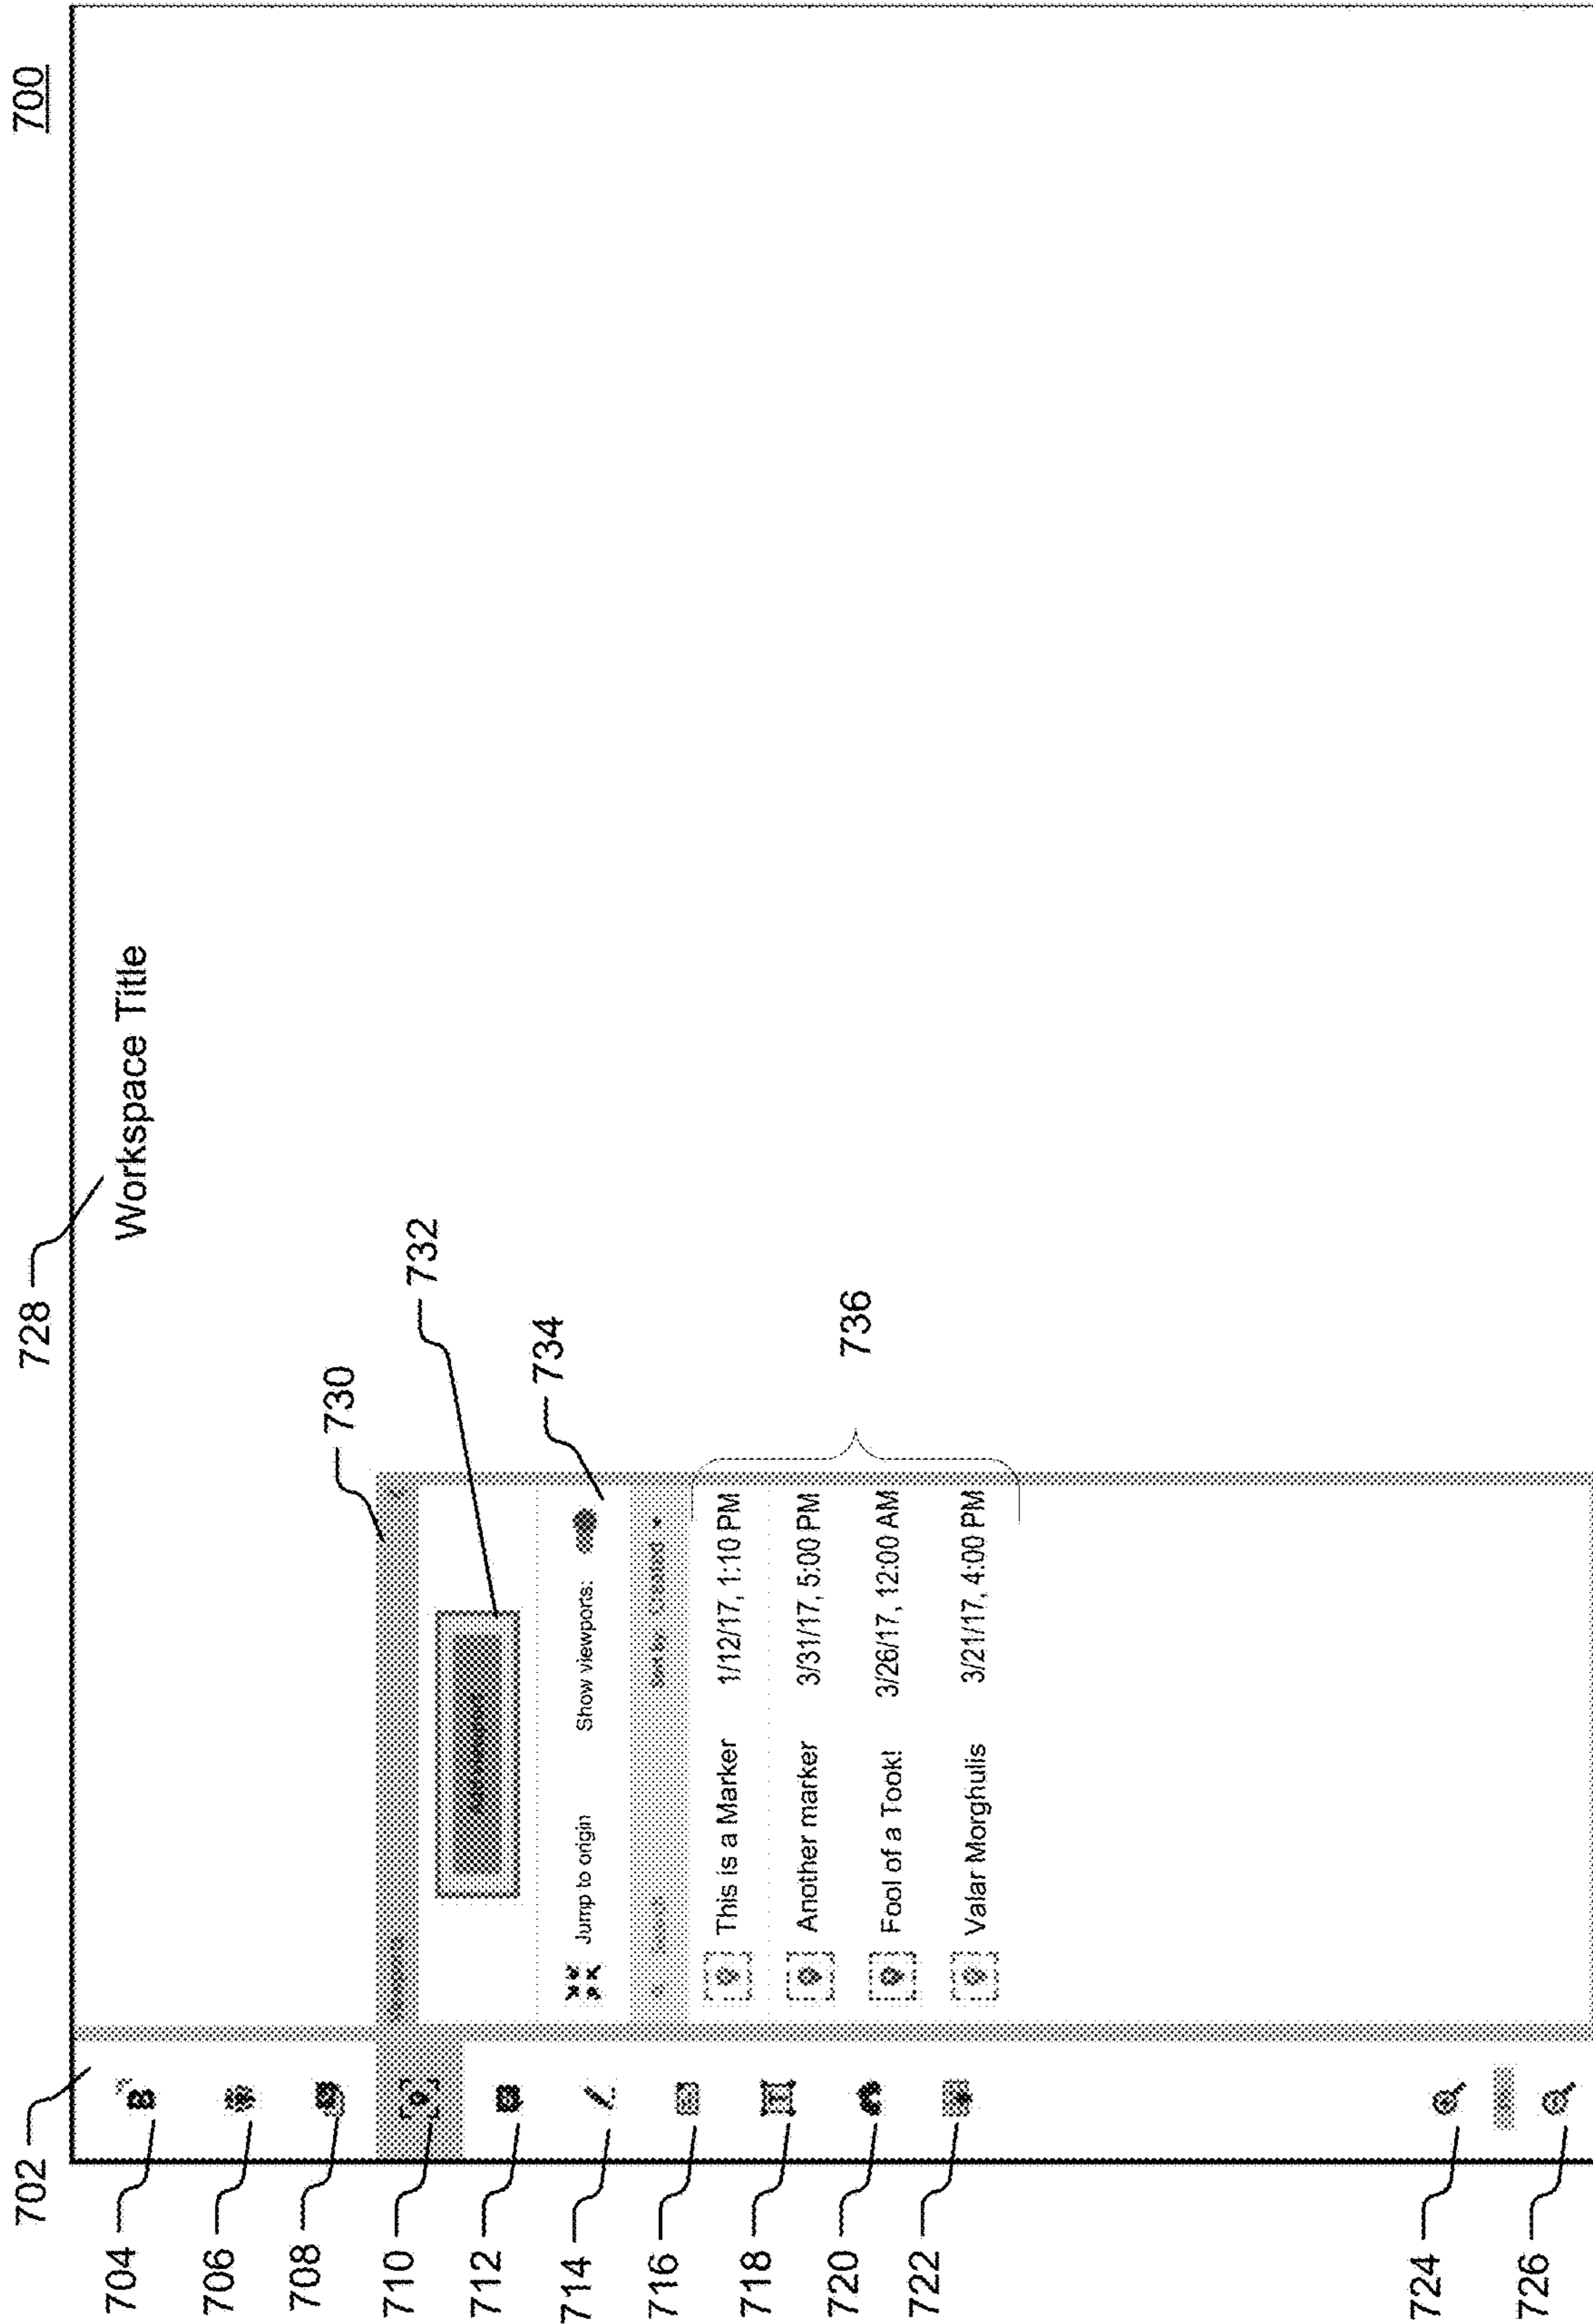 700
728
Workspace Title
702
704
706
708
710
712
714
716
718
720
722
724
726
730
732
734
Jump to origin Show viewports:
Sort by: Created
736
This is a Marker 1/12/17, 1:10 PM
Another marker 3/31/17, 5:00 PM
Fool of a Took! 3/26/17, 12:00 AM
Valar Morghulis 3/21/17, 4:00 PM